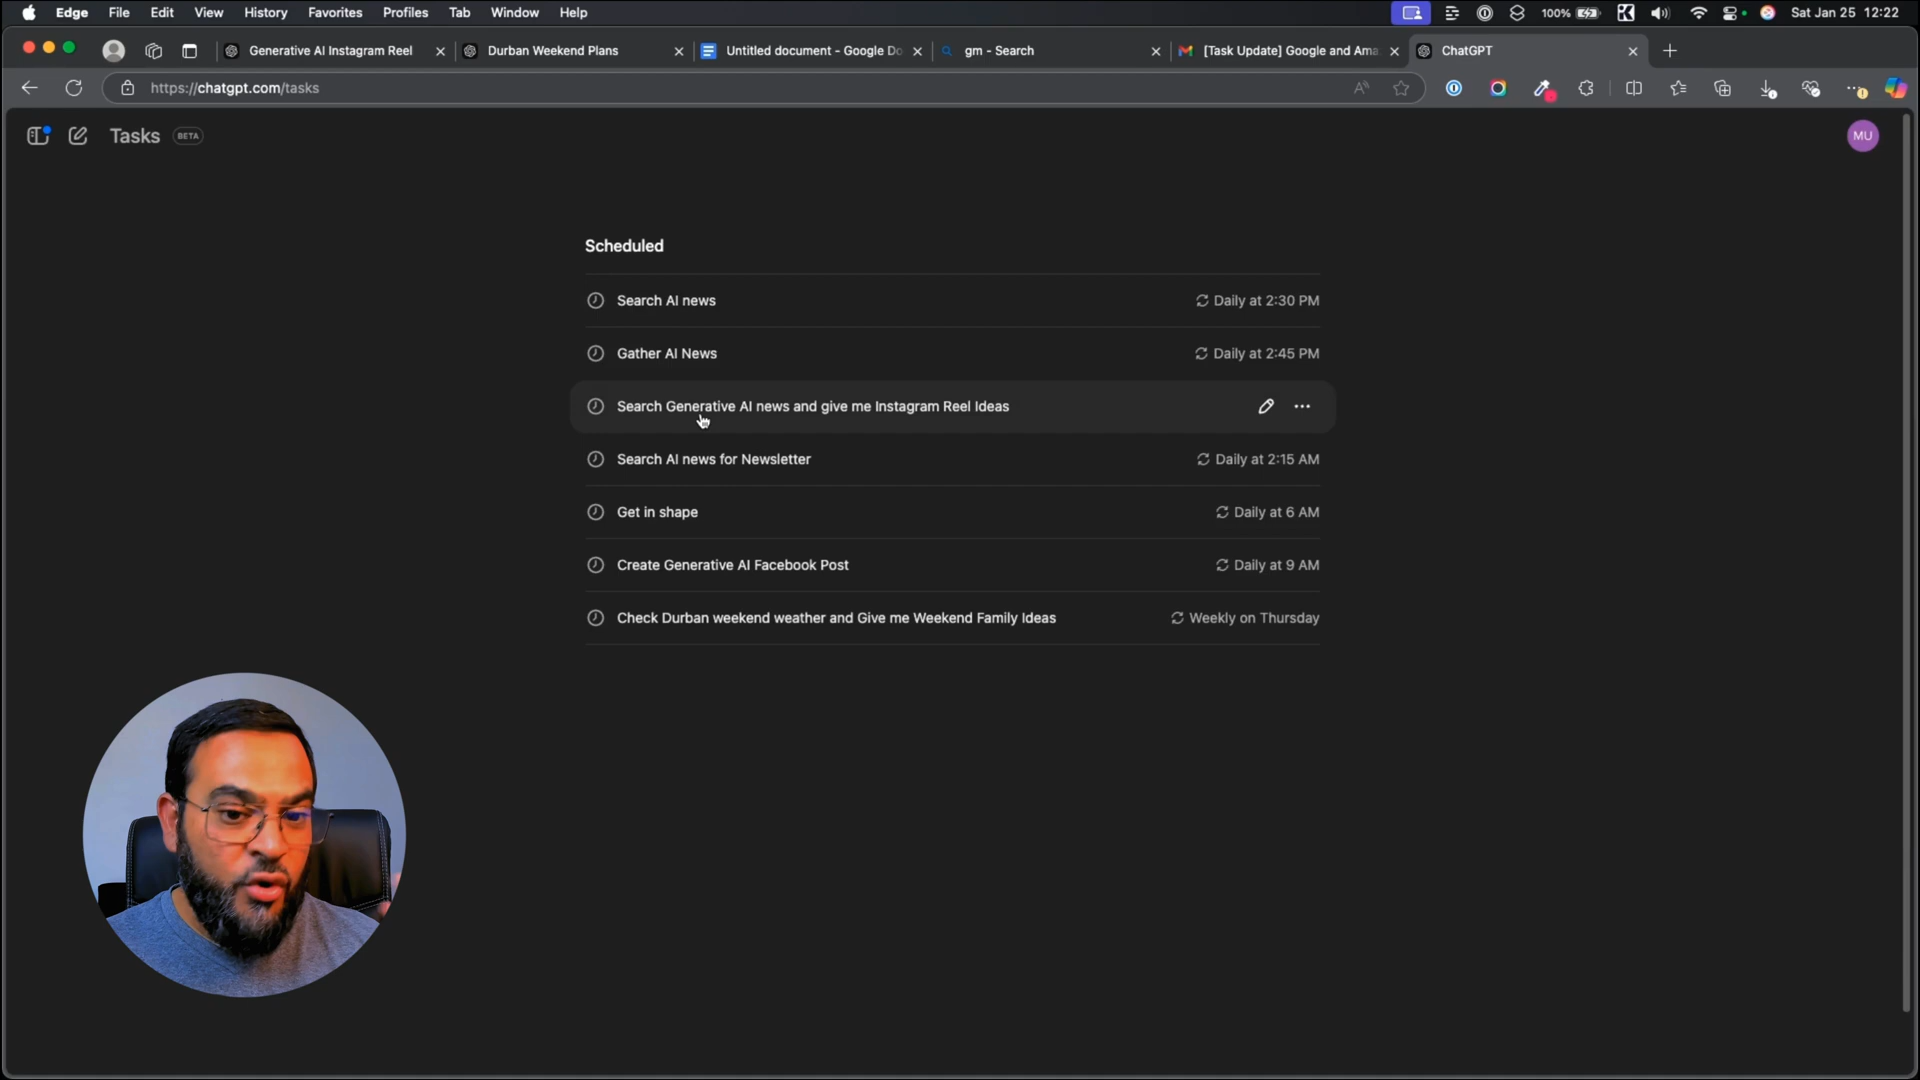 Edge File Edit View History Favorites Profiles Tab Window Help 100% Sat Jan 25 12:22
Generative AI Instagram Reel Durban Weekend Plans Untitled document - Google Do gm - Search [Task Update] Google and Ama ChatGPT
https://chatgpt.com/tasks
Tasks BETA MU
Scheduled
Search AI news Daily at 2:30 PM
Gather AI News Daily at 2:45 PM
Search Generative AI news and give me Instagram Reel Ideas
Search AI news for Newsletter Daily at 2:15 AM
Get in shape Daily at 6 AM
Create Generative AI Facebook Post Daily at 9 AM
Check Durban weekend weather and Give me Weekend Family Ideas Weekly on Thursday